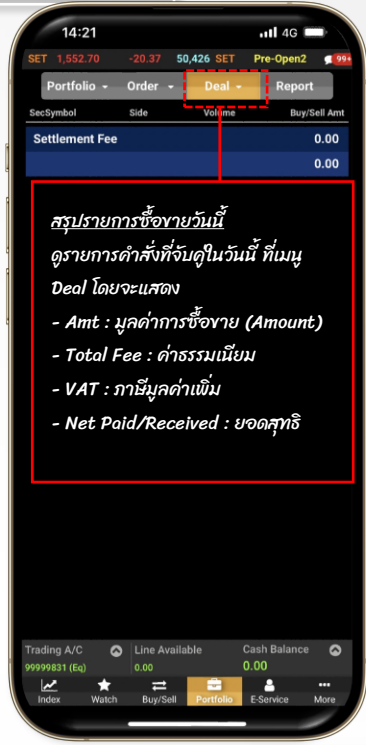 14:21 4G
SET 1,552.70 -20.37 50,426 SET Pre-Open2 99+
Portfolio Order Deal Report
SecSymbol Side Volume Buy/Sell Amt
Settlement Fee 0.00
0.00
สรุปรายการซื้อขายวันนี้
ดูรายการคำสั่งที่จับคู่ในวันนี้ ที่เมนู
Deal โดยจะแสดง
- Amt : มูลค่าการซื้อขาย (Amount)
- Total Fee : ค่าธรรมเนียม
- VAT : ภาษีมูลค่าเพิ่ม
- Net Paid/Received : ยอดสุทธิ
Trading A/C Line Available Cash Balance
99999831 (Eq) 0.00 0.00
Index Watch Buy/Sell Portfolio E-Service More